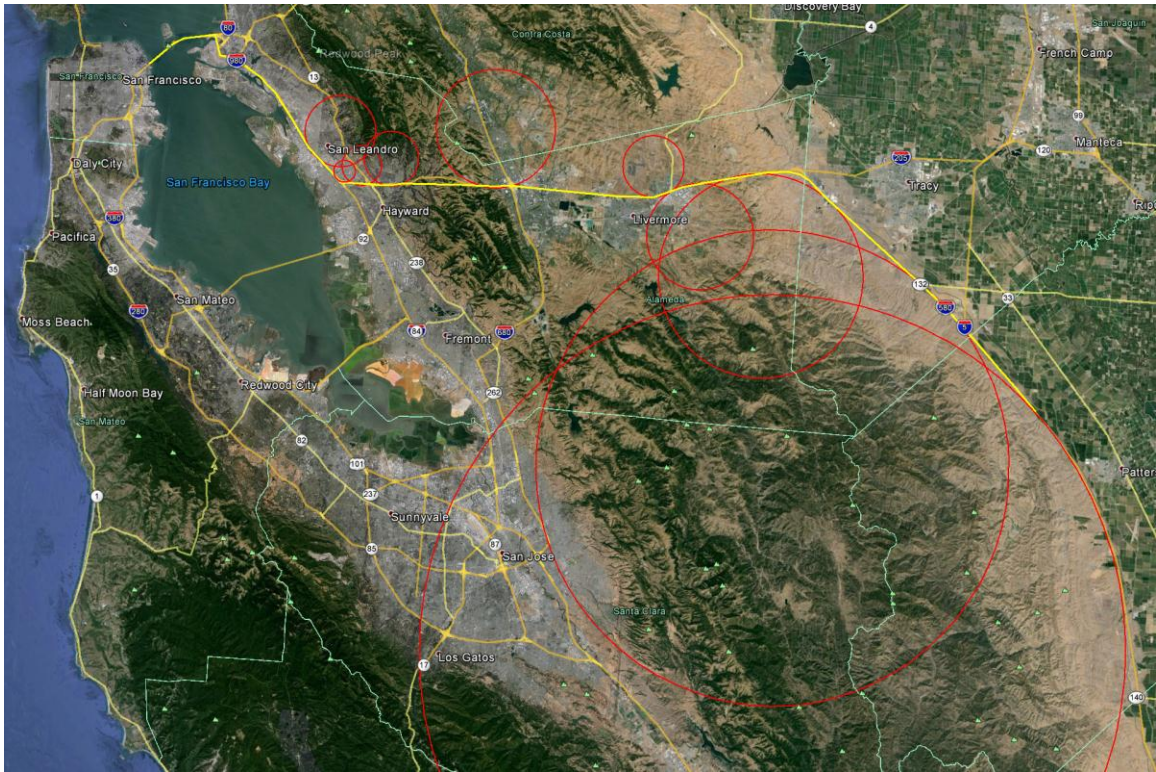 Discovery Bay
4
San Joaquin
80
Contra Costa
Redwood Peak
French Camp
980
13
San Francisco
San Francisco
99
San Leandro
120
Manteca
205
Daly City
San Francisco Bay
Tracy
Hayward
Livermore
380
Pacifica
92
35
238
132
33
San Mateo
Alameda
280
580
5
Moss Beach
84
Fremont
680
Redwood City
Half Moon Bay
262
San Mateo
82
101
237
1
Sunnyvale
87
85
San Jose
Santa Clara
Los Gatos
17
140